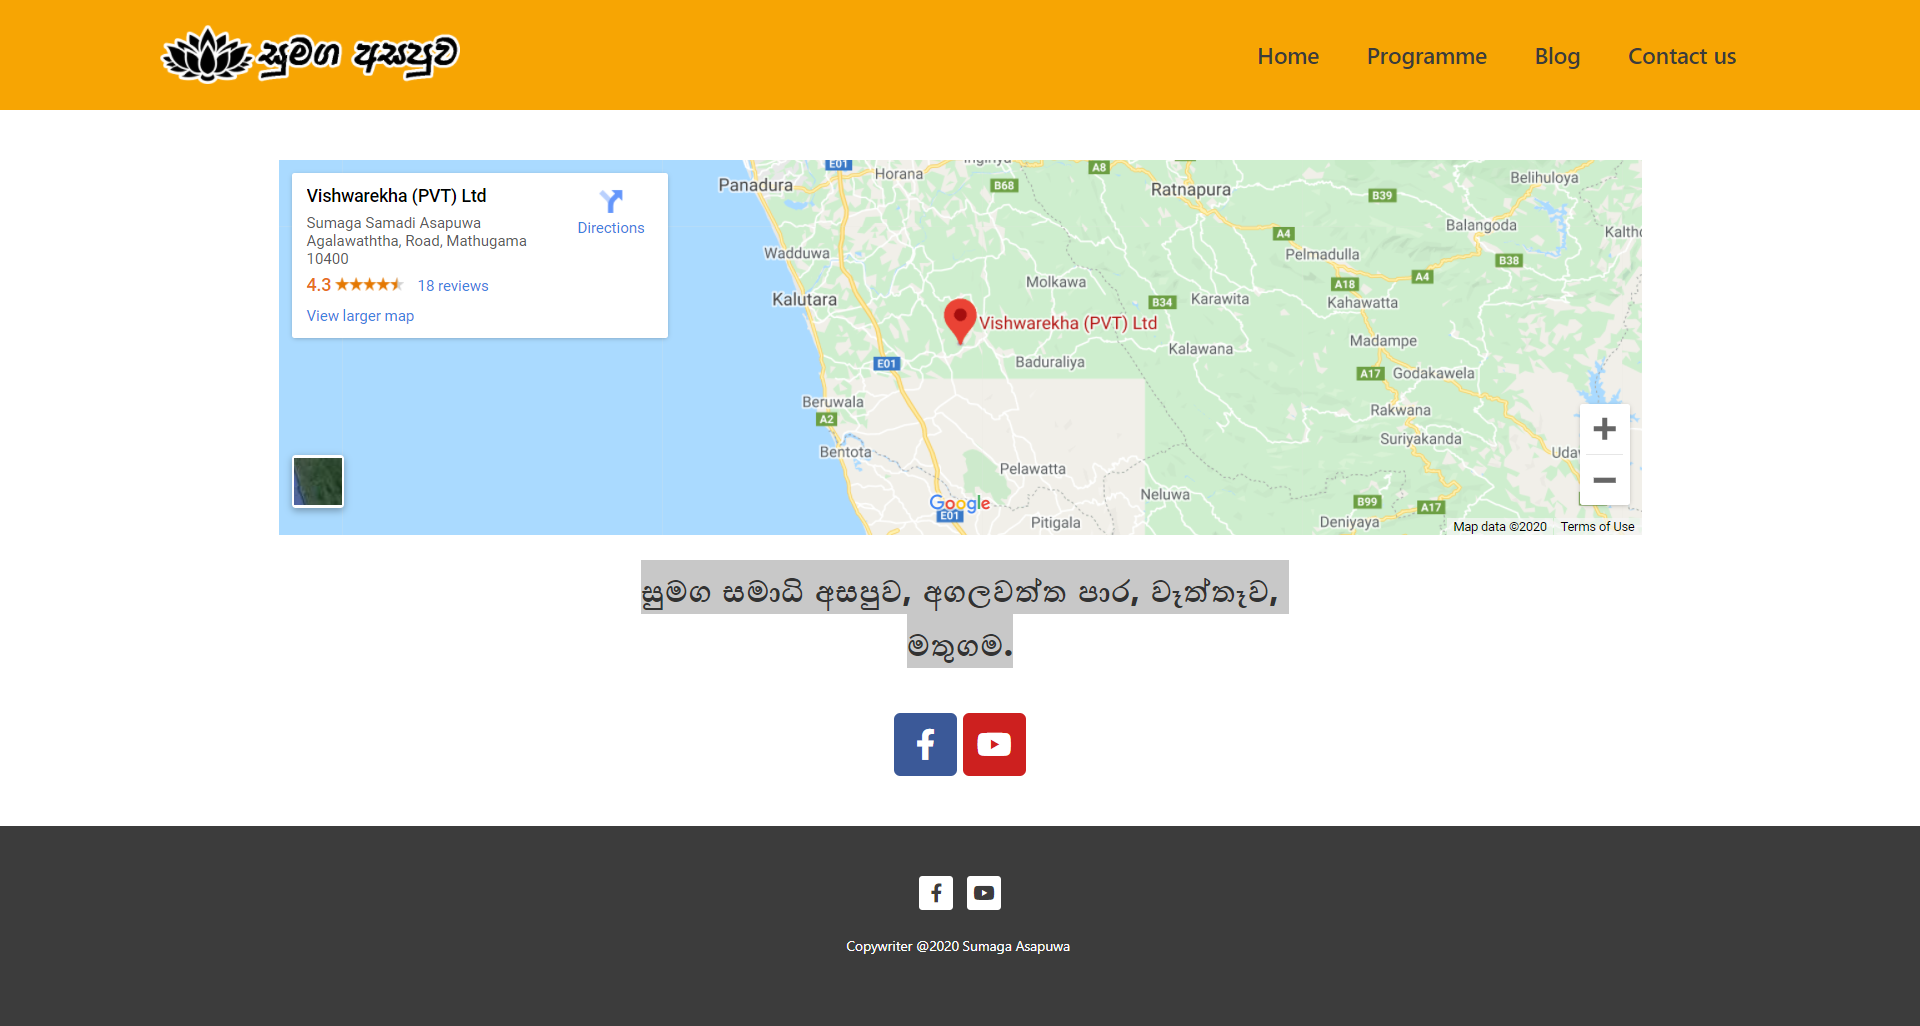 සුමග අසපුව
Home
Programme
Blog
Contact us
Vishwarekha (PVT) Ltd
Sumaga Samadi Asapuwa
Agalawaththa, Road, Mathugama
10400
4.3
18 reviews
View larger map
Directions
E01
Horana
Panadura
B68
A8
Ratnapura
B39
Belihuloya
Balangoda
A4
Wadduwa
Pelmadulla
B38
Molkawa
A4
A18
Kalutara
B34
Karawita
Kahawatta
Vishwarekha (PVT) Ltd
Kalawana
Madampe
E01
Baduraliya
A17
Godakawela
Beruwala
A2
Rakwana
Suriyakanda
Bentota
Pelawatta
Neluwa
Google
E01
Pitigala
B99
A17
Deniyaya
Map data ©2020
Terms of Use
සුමග සමාධි අසපුව, අගලවත්ත පාර, වෑත්තෑව,
මතුගම.
Copywriter @2020 Sumaga Asapuwa